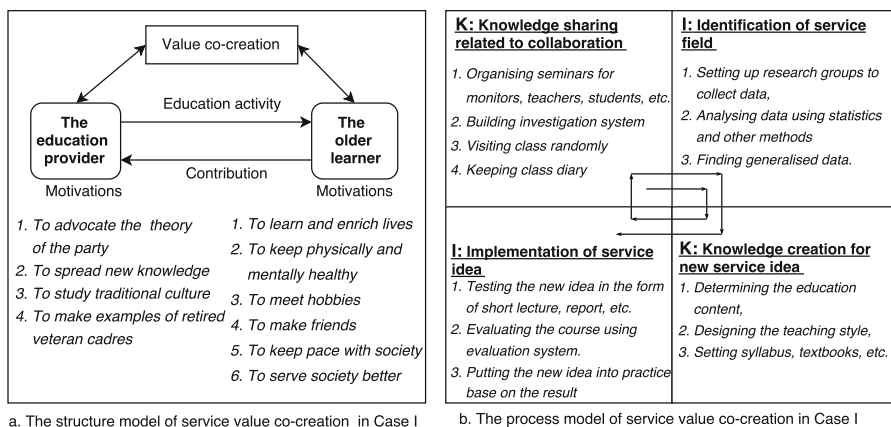 Value co-creation
Education activity
The
education
provider
The
older
learner
Contribution
Motivations
Motivations
1. To advocate the theory
of the party
2. To spread new knowledge
3. To study traditional culture
4. To make examples of retired
veteran cadres
1. To learn and enrich lives
2. To keep physically and
mentally healthy
3. To meet hobbies
4. To make friends
5. To keep pace with society
6. To serve society better
a. The structure model of service value co-creation in Case I
K: Knowledge sharing
related to collaboration
1. Organising seminars for
monitors, teachers, students, etc.
2. Building investigation system
3. Visiting class randomly
4. Keeping class diary
I: Identification of service
field
1. Setting up research groups to
collect data,
2. Analysing data using statistics
and other methods
3. Finding generalised data.
I: Implementation of service
idea
1. Testing the new idea in the form
of short lecture, report, etc.
2. Evaluating the course using
evaluation system.
3. Putting the new idea into practice
base on the result
K: Knowledge creation for
new service idea
1. Determining the education
content,
2. Designing the teaching style,
3. Setting syllabus, textbooks, etc.
b. The process model of service value co-creation in Case I